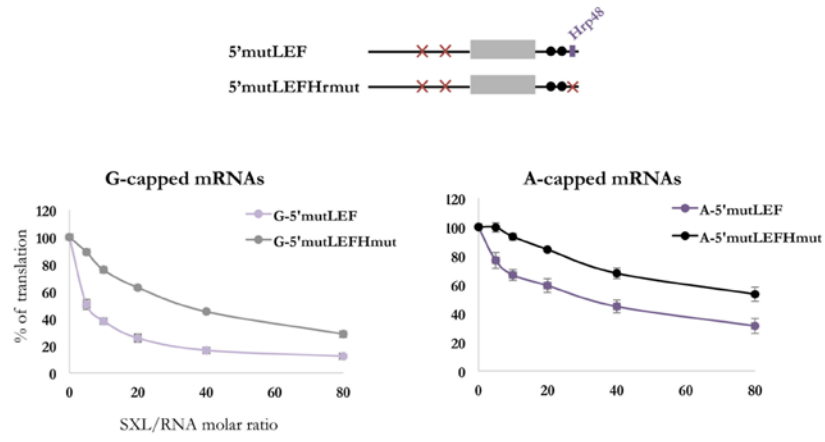 Hrp48
5'mutLEF
5'mutLEFHrmut
G-capped mRNAs
G-5'mutLEF
G-5'mutLEFHmut
% of translation
120
100
80
60
40
20
0
0 20 40 60 80
SXL/RNA molar ratio
A-capped mRNAs
A-5'mutLEF
A-5'mutLEFHmut
120
100
80
60
40
20
0
0 20 40 60 80